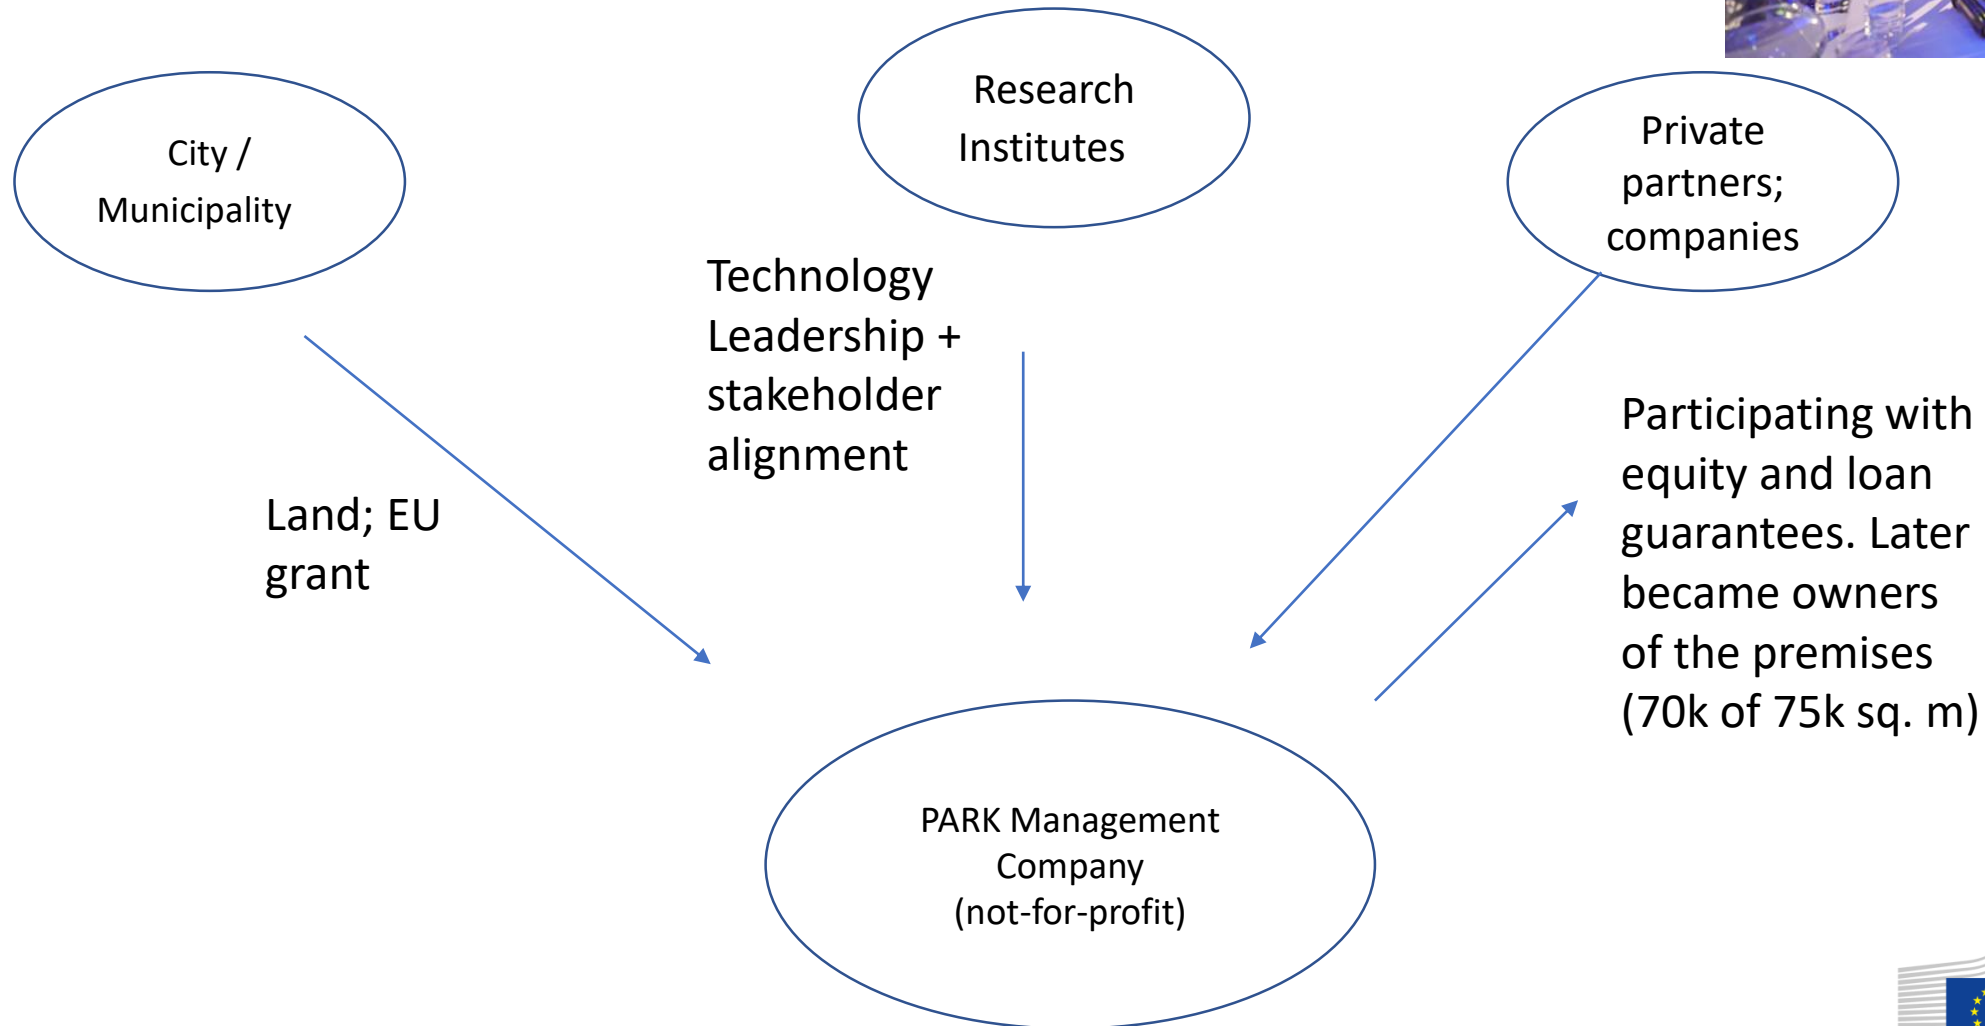 City /
Municipality
Research
Institutes
Private
partners;
companies
Technology
Leadership +
stakeholder
alignment
Land; EU
grant
Participating with
equity and loan
guarantees. Later
became owners
of the premises
(70k of 75k sq. m)
PARK Management
Company
(not-for-profit)